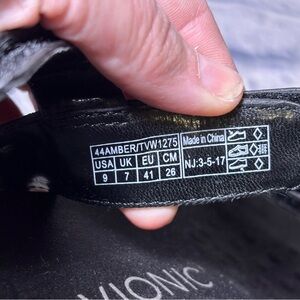 44AMBER/TVW1275 Made in China
USA UK EU CM NJ:3-5-17
9 7 41 26
VIONIC